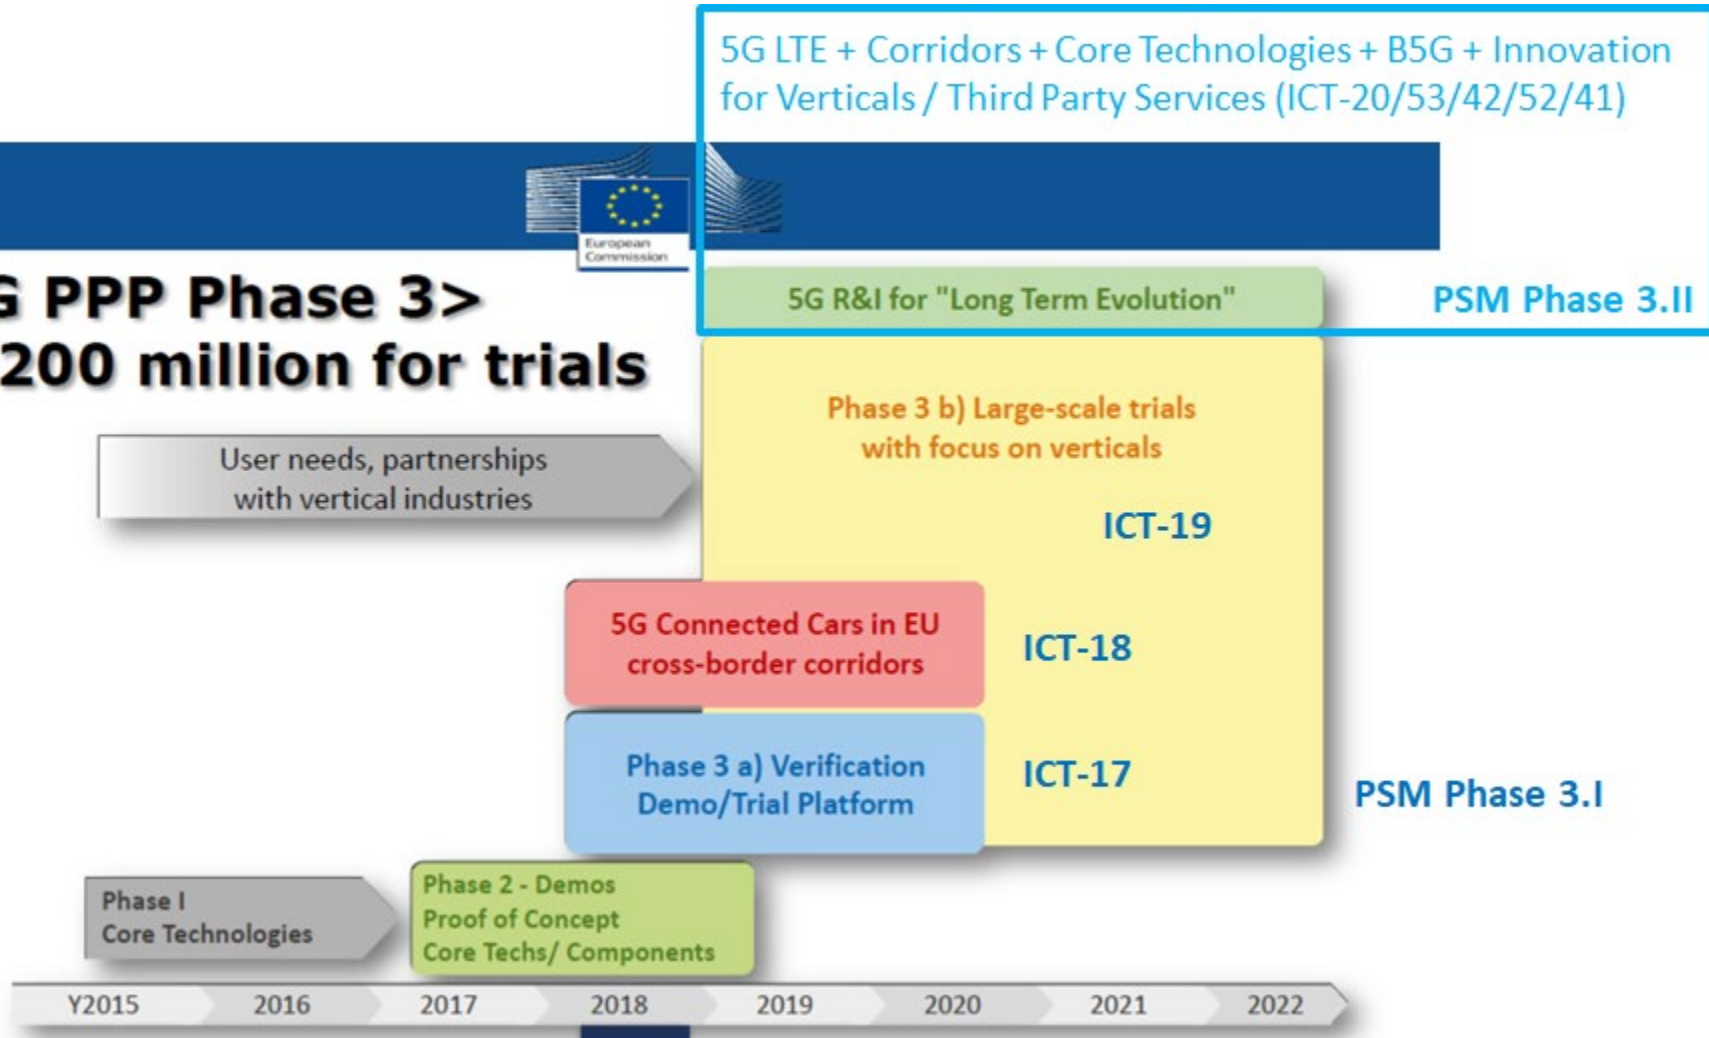 5G LTE + Corridors + Core Technologies + B5G + Innovation
for Verticals / Third Party Services (ICT-20/53/42/52/41)
European
Commission
G PPP Phase 3>
200 million for trials
5G R&I for "Long Term Evolution"
PSM Phase 3.II
Phase 3 b) Large-scale trials
with focus on verticals
User needs, partnerships
with vertical industries
ICT-19
5G Connected Cars in EU
cross-border corridors
ICT-18
Phase 3 a) Verification
Demo/Trial Platform
ICT-17
PSM Phase 3.I
Phase I
Core Technologies
Phase 2 - Demos
Proof of Concept
Core Techs/ Components
Y2015 2016 2017 2018 2019 2020 2021 2022